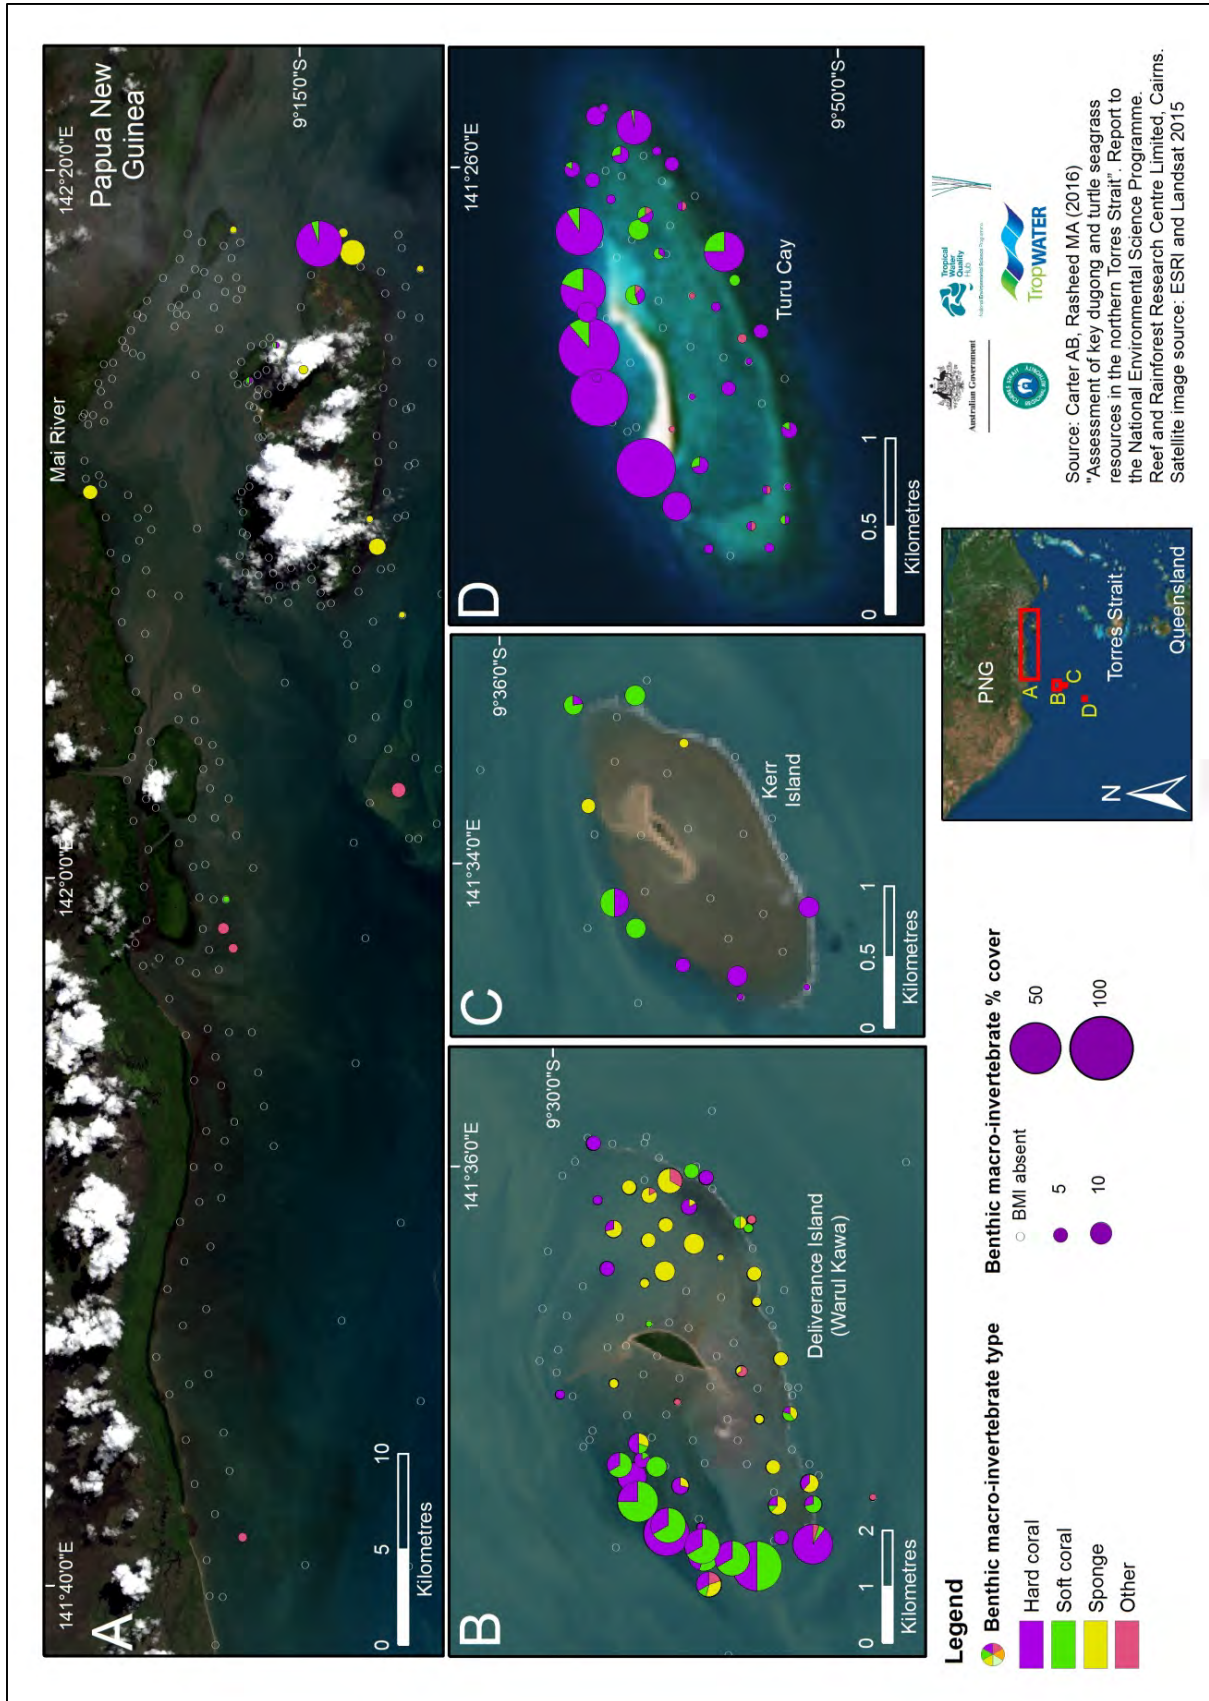 A
141°40'0"E
142°0'0"E
142°20'0"E
Mai River
Papua New
Guinea
9°15'0"S
0 5 10
Kilometres
B
141°36'0"E
9°30'0"S
Deliverance Island
(Warul Kawa)
0 1 2
Kilometres
C
141°34'0"E
9°36'0"S
Kerr
Island
0 0.5 1
Kilometres
D
141°26'0"E
9°50'0"S
Turu Cay
0 0.5 1
Kilometres
Legend
Benthic macro-invertebrate type
Hard coral
Soft coral
Sponge
Other
Benthic macro-invertebrate % cover
BMI absent
5
10
50
100
PNG
A
B
C
D
Torres Strait
Queensland
N
Australian Government
Tropical
Water
Quality
Hub
TropWATER
Source: Carter AB, Rasheed MA (2016)
"Assessment of key dugong and turtle seagrass
resources in the northern Torres Strait". Report to
the National Environmental Science Programme.
Reef and Rainforest Research Centre Limited, Cairns.
Satellite image source: ESRI and Landsat 2015